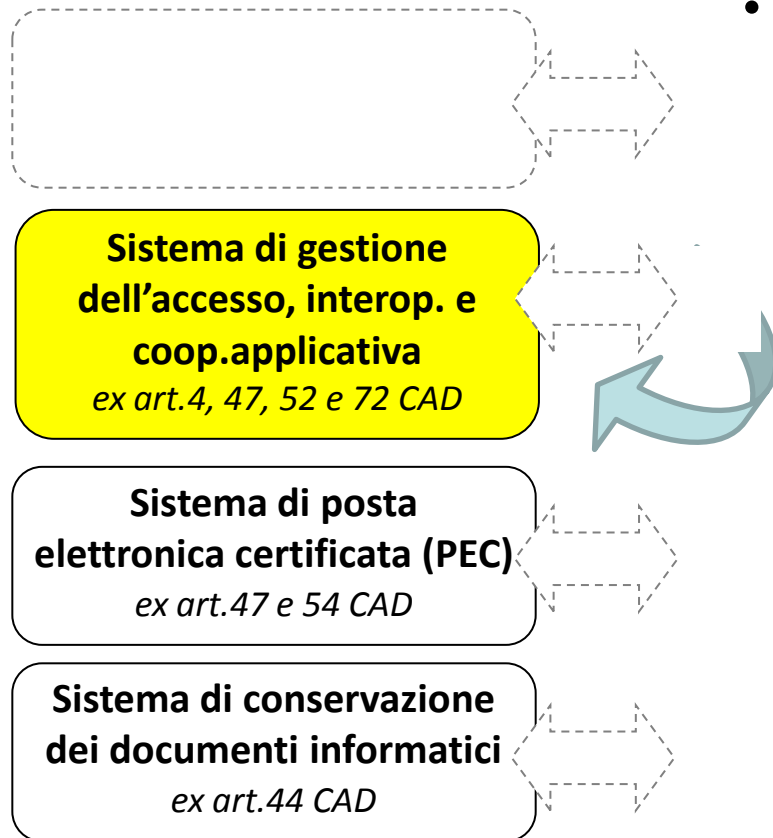 •
Sistema di gestione
dell’accesso, interop. e
coop.applicativa
ex art.4, 47, 52 e 72 CAD
Sistema di posta
elettronica certificata (PEC)
ex art.47 e 54 CAD
Sistema di conservazione
dei documenti informatici
ex art.44 CAD